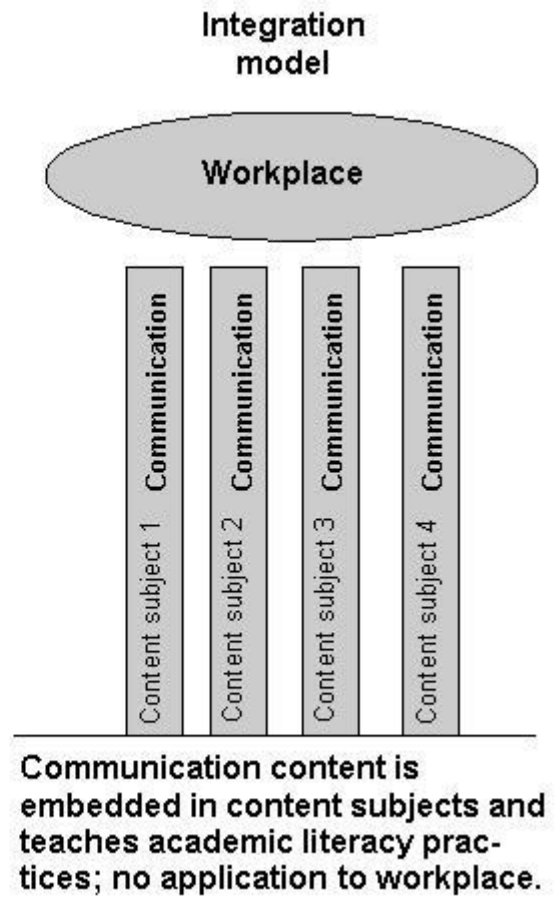 Integration
model
Workplace
Content subject 1 Communication
Content subject 2 Communication
Content subject 3 Communication
Content subject 4 Communication
Communication content is
embedded in content subjects and
teaches academic literacy prac-
tices; no application to workplace.